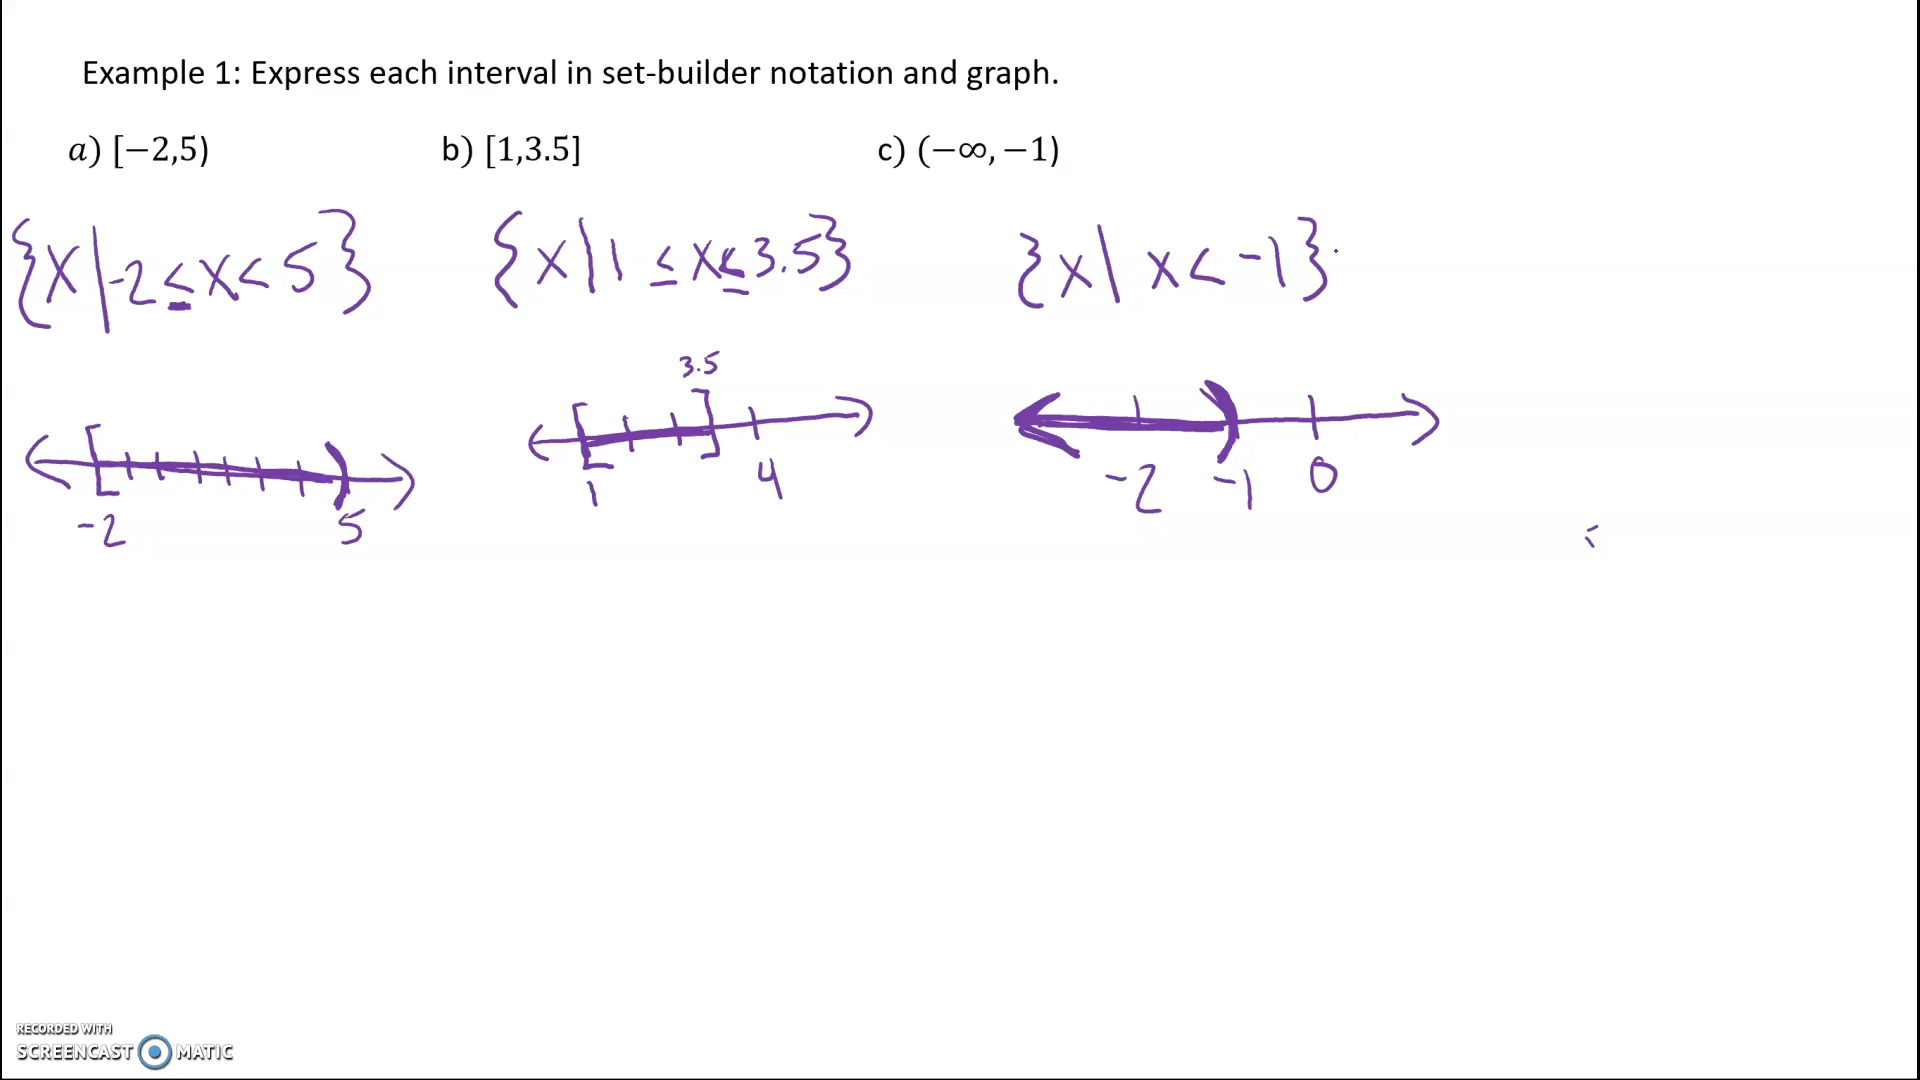 Example 1: Express each interval in set-builder notation and graph.
a) [−2,5) b) [1,3.5] c) (−∞, −1)
{x|-2≤x<5} {x|1≤x≤3.5} {x|x<-1}
3.5
-2 5 1 4 -2 -1 0
RECORDED WITH
SCREENCAST MATIC